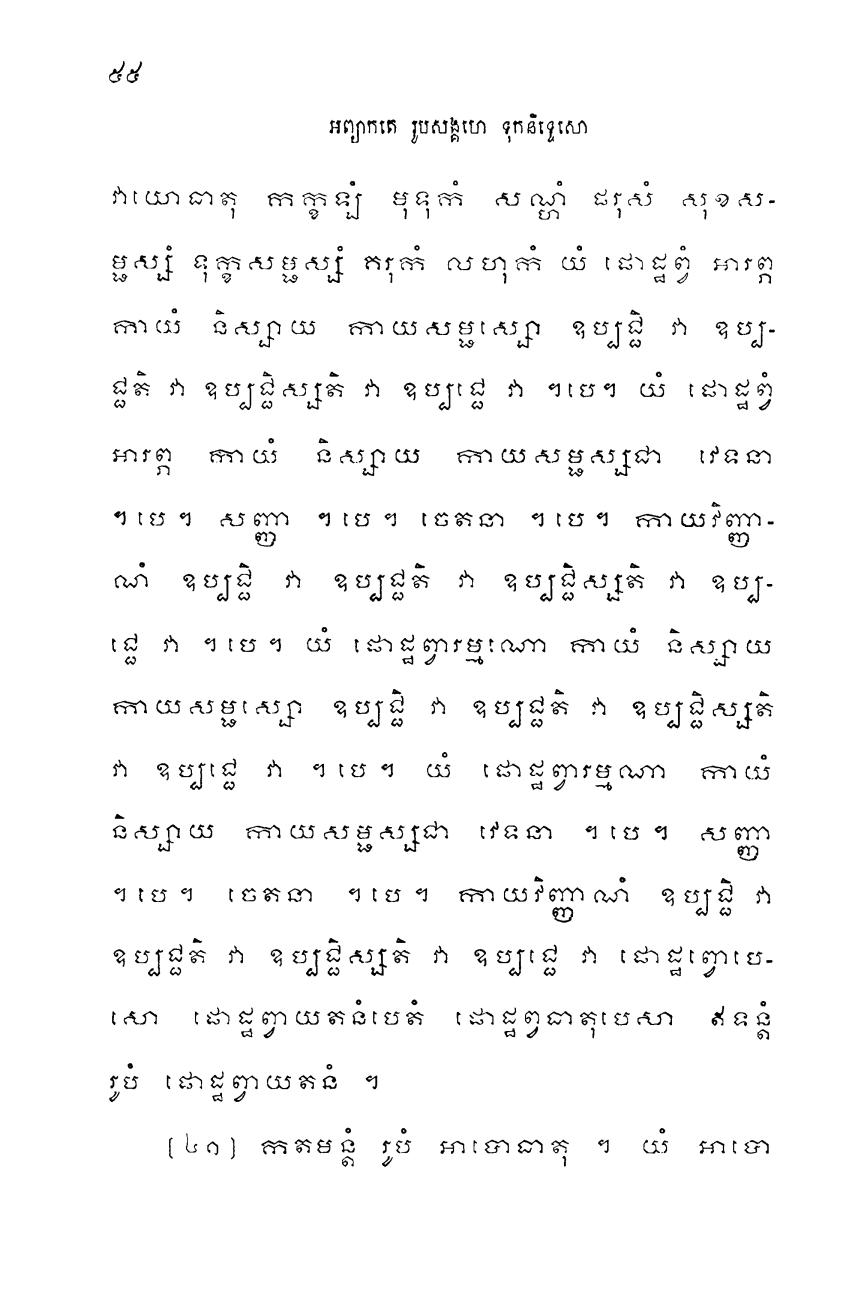 ៥៥
អព្យាកតេ រូបសង្គហេ ទុកនិទ្ទេសោ
វាយោធាតុ កក្ខឡំ មុទុកំ សណ្ហំ ផរុសំ សុខស-
ម្ផស្សំ ទុក្ខសម្ផស្សំ គរុកំ លហុកំ យំ ផោដ្ឋព្វំ អារព្ភ
កាយំ និស្សាយ កាយសម្ផស្សោ ឧប្បជ្ជិ វា ឧប្ប-
ជ្ជតិ វា ឧប្បជ្ជិស្សតិ វា ឧប្បជ្ជេ វា ។បេ។ យំ ផោដ្ឋព្វំ
អារព្ភ កាយំ និស្សាយ កាយសម្ផស្សជា វេទនា
។បេ។ សញ្ញា ។បេ។ ចេតនា ។បេ។ កាយវិញ្ញា-
ណំ ឧប្បជ្ជិ វា ឧប្បជ្ជតិ វា ឧប្បជ្ជិស្សតិ វា ឧប្ប-
ជ្ជេ វា ។បេ។ យំ ផោដ្ឋព្វារម្មណោ កាយំ និស្សាយ
កាយសម្ផស្សោ ឧប្បជ្ជិ វា ឧប្បជ្ជតិ វា ឧប្បជ្ជិស្សតិ
វា ឧប្បជ្ជេ វា ។បេ។ យំ ផោដ្ឋព្វារម្មណា កាយំ
និស្សាយ កាយសម្ផស្សជា វេទនា ។បេ។ សញ្ញា
។បេ។ ចេតនា ។បេ។ កាយវិញ្ញាណំ ឧប្បជ្ជិ វា
ឧប្បជ្ជតិ វា ឧប្បជ្ជិស្សតិ វា ឧប្បជ្ជេ វា ផោដ្ឋព្វោបេ-
សោ ផោដ្ឋព្វាយតនំបេតំ ផោដ្ឋព្វធាតុបេសា ឥទន្តំ
រូបំ ផោដ្ឋព្វាយតនំ ។
[៤១] កតមន្តំ រូបំ អាបោធាតុ ។ យំ អាបោ